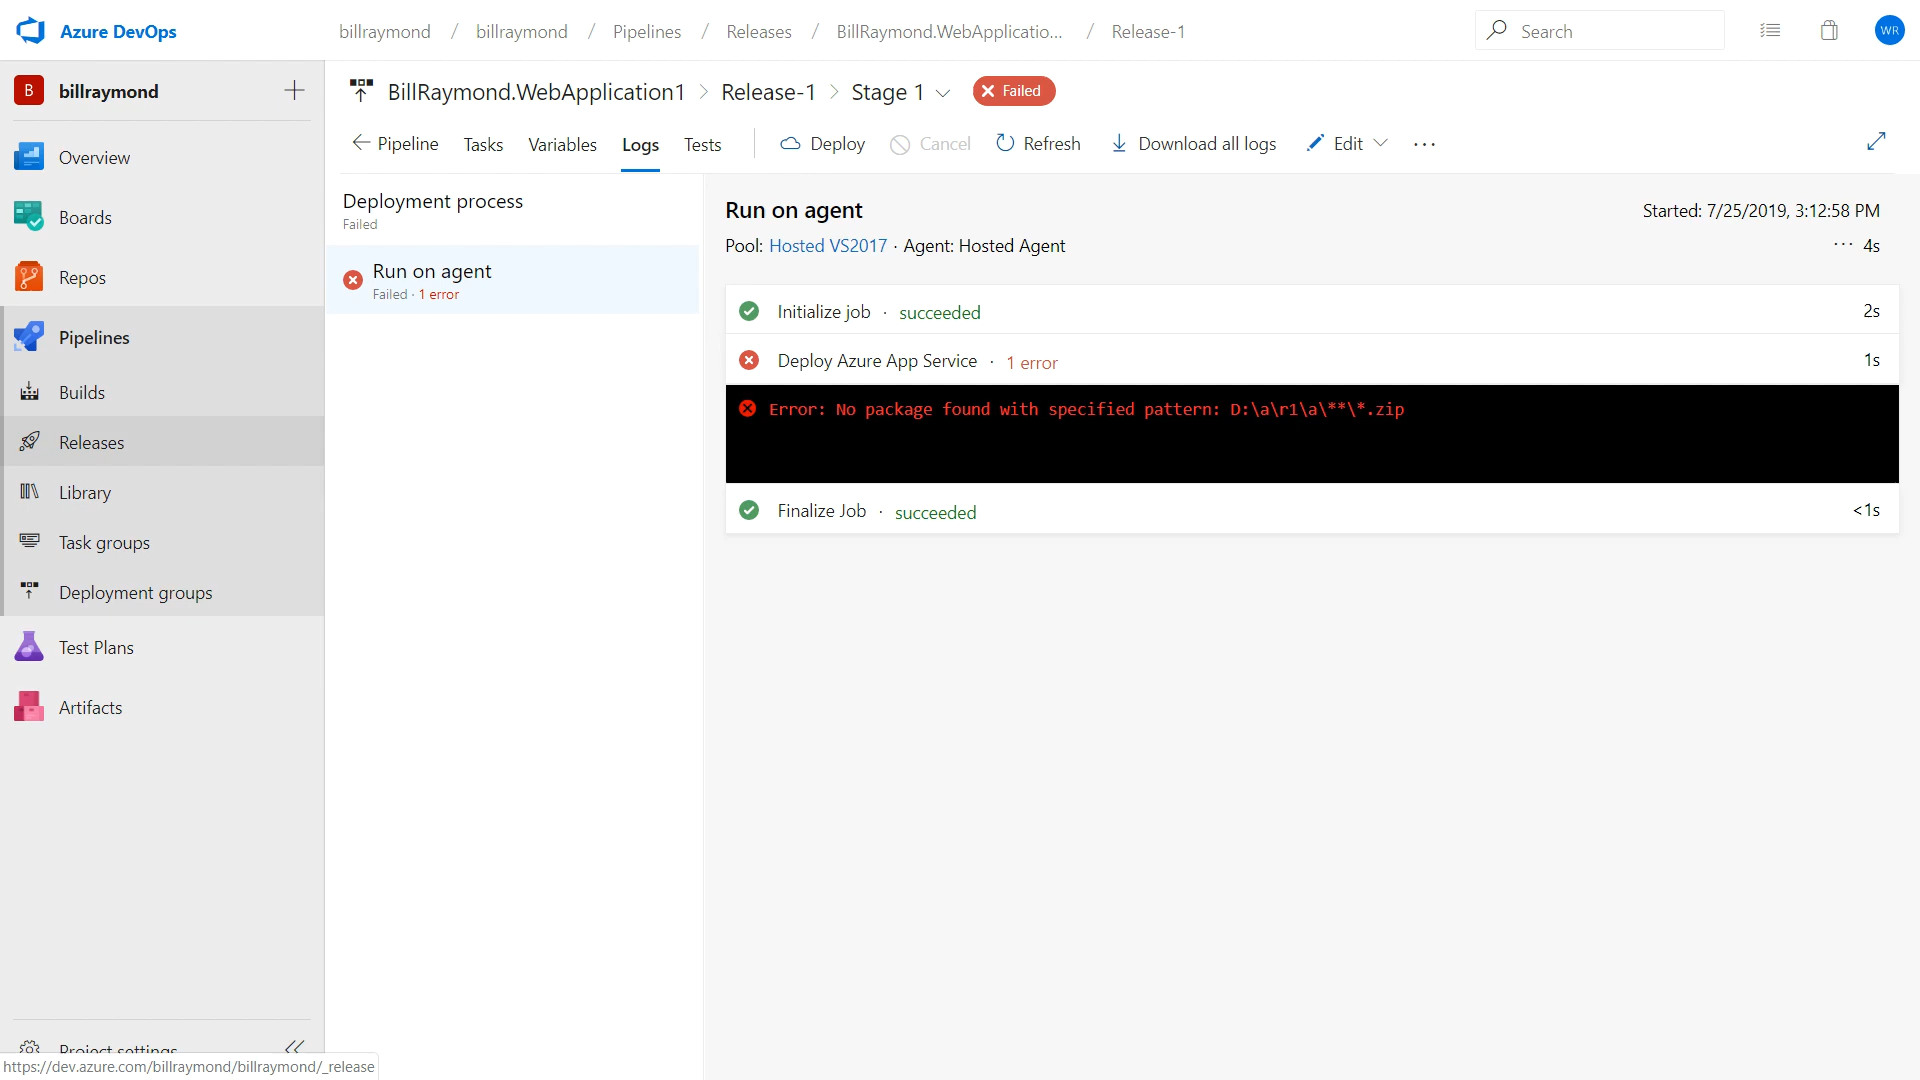 Azure DevOps
billraymond / billraymond / Pipelines / Releases / BillRaymond.WebApplicatio... / Release-1
Search
WR
B billraymond
Overview
Boards
Repos
Pipelines
Builds
Releases
Library
Task groups
Deployment groups
Test Plans
Artifacts
Project settings
https://dev.azure.com/billraymond/billraymond/_release
BillRaymond.WebApplication1 > Release-1 > Stage 1 Failed
Pipeline Tasks Variables Logs Tests Deploy Cancel Refresh Download all logs Edit ...
Deployment process
Failed
Run on agent
Failed · 1 error
Run on agent
Started: 7/25/2019, 3:12:58 PM
Pool: Hosted VS2017 · Agent: Hosted Agent
... 4s
Initialize job · succeeded 2s
Deploy Azure App Service · 1 error 1s
Error: No package found with specified pattern: D:\a\r1\a\**\*.zip
Finalize Job · succeeded <1s